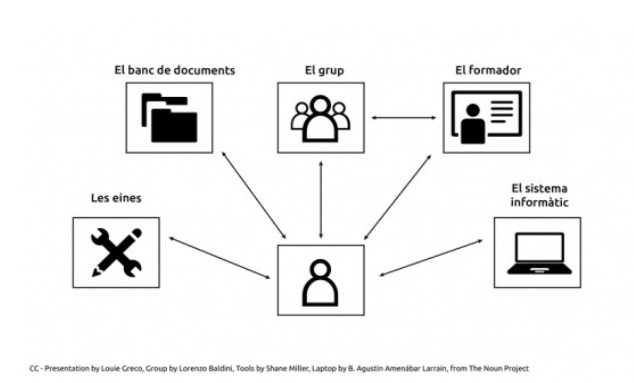 El banc de documents
El grup
El formador
Les eines
El sistema
informàtic
CC - Presentation by Louie Greco, Group by Lorenzo Baldini, Tools by Shane Miller, Laptop by B. Agustín Amenábar Larraín, from The Noun Project